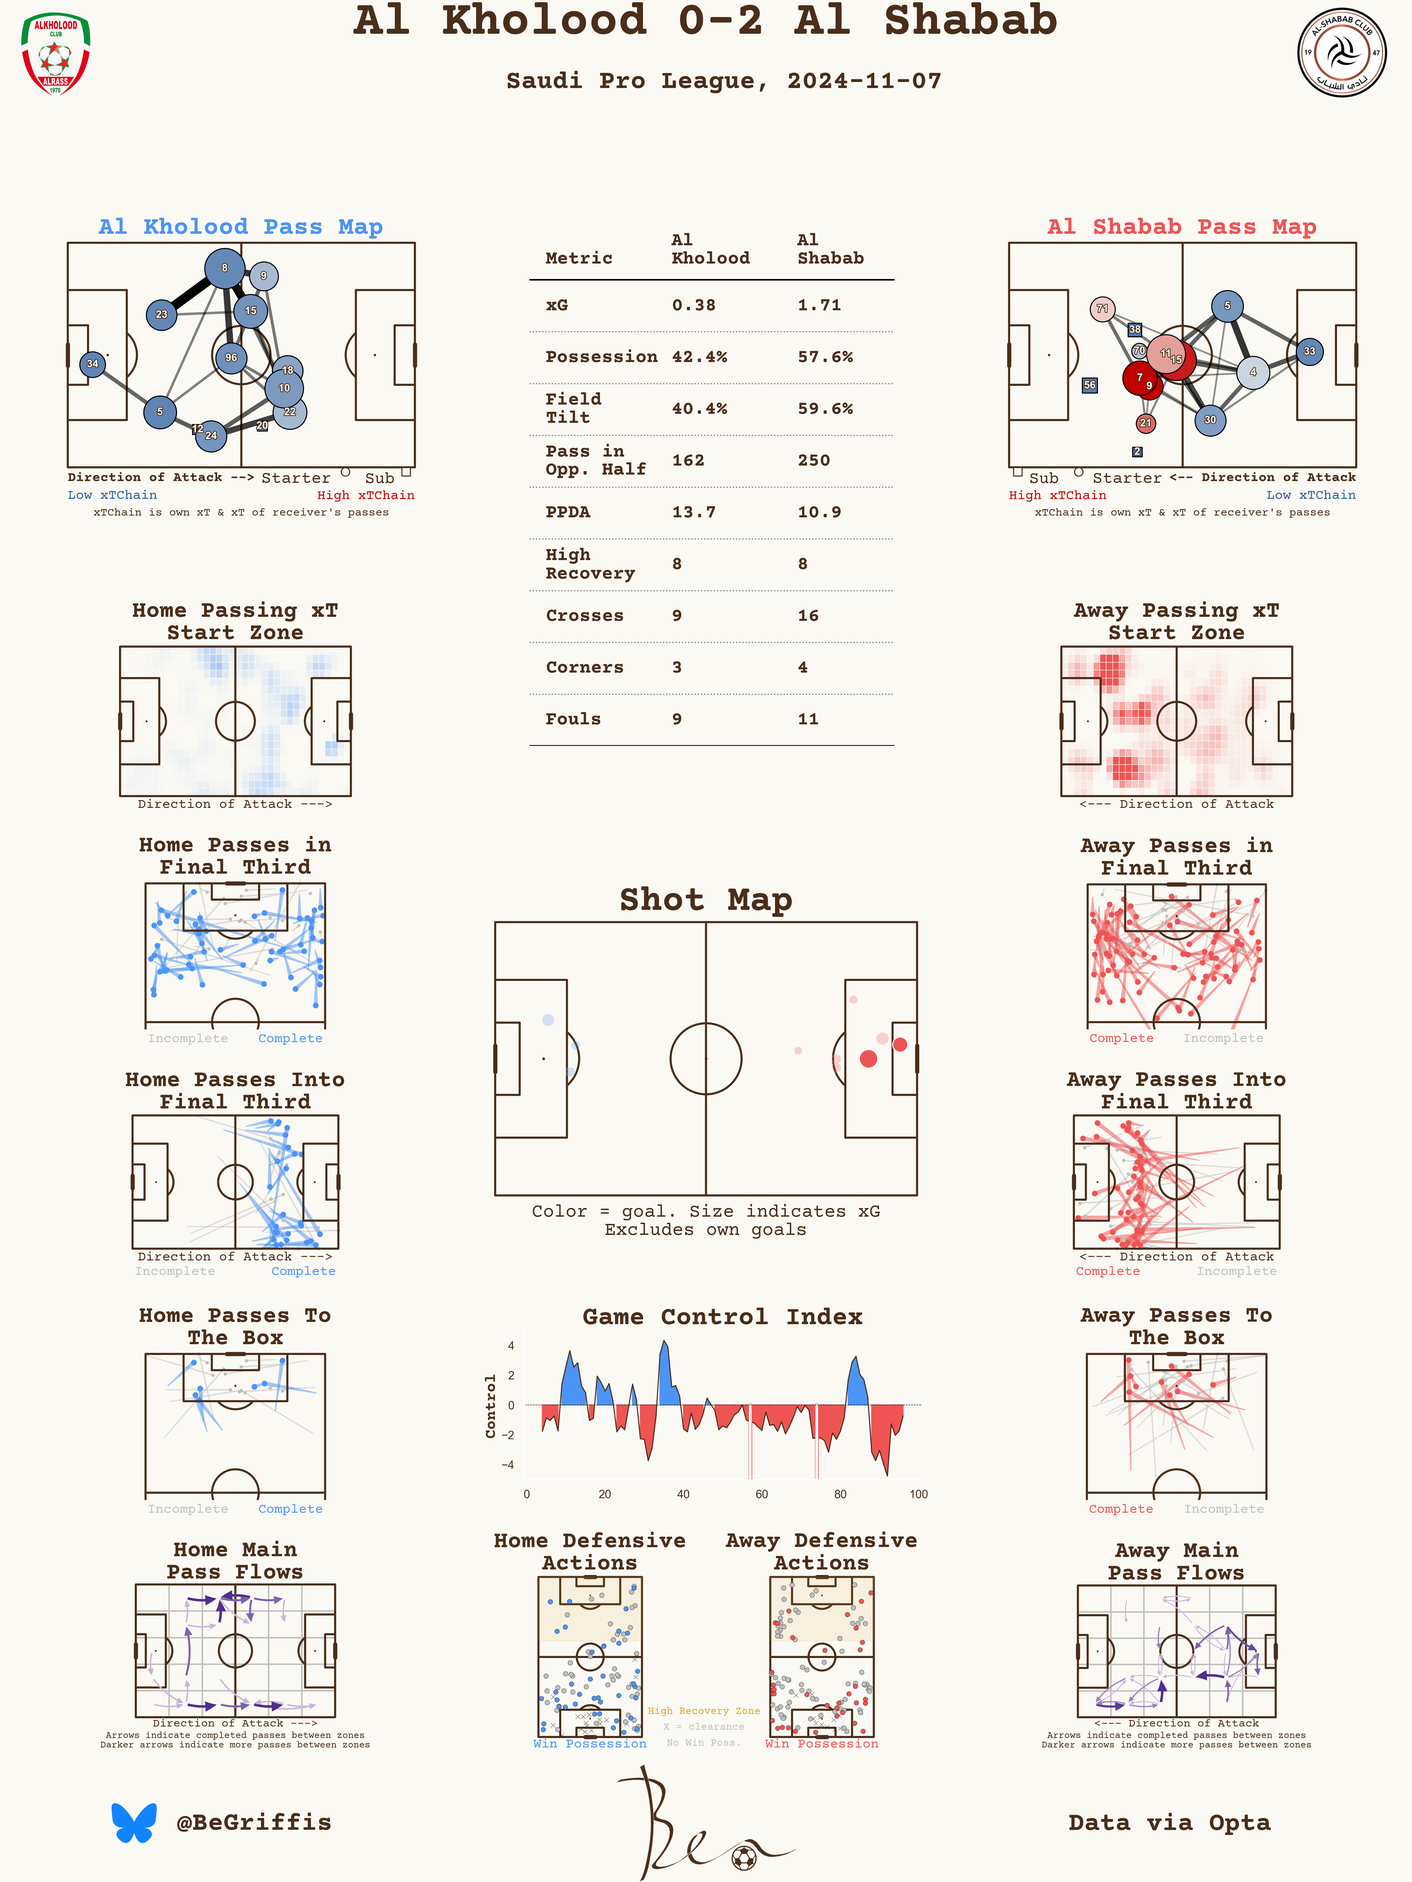 Al Kholood 0-2 Al Shabab
Saudi Pro League, 2024-11-07
ALKHOLOOD
CLUB
ALRASS
1970
AL-SHABAB CLUB
19 47
نادي الشباب
Al Kholood Pass Map
8
9
23
15
96
34
18
10
5
22
12
24
20
Direction of Attack --> Starter Sub
Low xTChain High xTChain
xTChain is own xT & xT of receiver's passes
Metric Al Kholood Al Shabab
xG 0.38 1.71
Possession 42.4% 57.6%
Field Tilt 40.4% 59.6%
Pass in Opp. Half 162 250
PPDA 13.7 10.9
High Recovery 8 8
Crosses 9 16
Corners 3 4
Fouls 9 11
Al Shabab Pass Map
71
5
38
70
11
15
33
7
9
4
56
21
30
2
Sub Starter <-- Direction of Attack
High xTChain Low xTChain
xTChain is own xT & xT of receiver's passes
Home Passing xT
Start Zone
Direction of Attack --->
Away Passing xT
Start Zone
<--- Direction of Attack
Home Passes in
Final Third
Incomplete Complete
Away Passes in
Final Third
Complete Incomplete
Shot Map
Color = goal. Size indicates xG
Excludes own goals
Home Passes Into
Final Third
Direction of Attack --->
Incomplete Complete
Away Passes Into
Final Third
<--- Direction of Attack
Complete Incomplete
Home Passes To
The Box
Incomplete Complete
Game Control Index
Control
4
2
0
−2
−4
0 20 40 60 80 100
Away Passes To
The Box
Complete Incomplete
Home Main
Pass Flows
Direction of Attack --->
Arrows indicate completed passes between zones
Darker arrows indicate more passes between zones
Home Defensive
Actions
Win Possession
High Recovery Zone
X = clearance
No Win Poss.
Away Defensive
Actions
Win Possession
Away Main
Pass Flows
<--- Direction of Attack
Arrows indicate completed passes between zones
Darker arrows indicate more passes between zones
@BeGriffis
Ben
Data via Opta